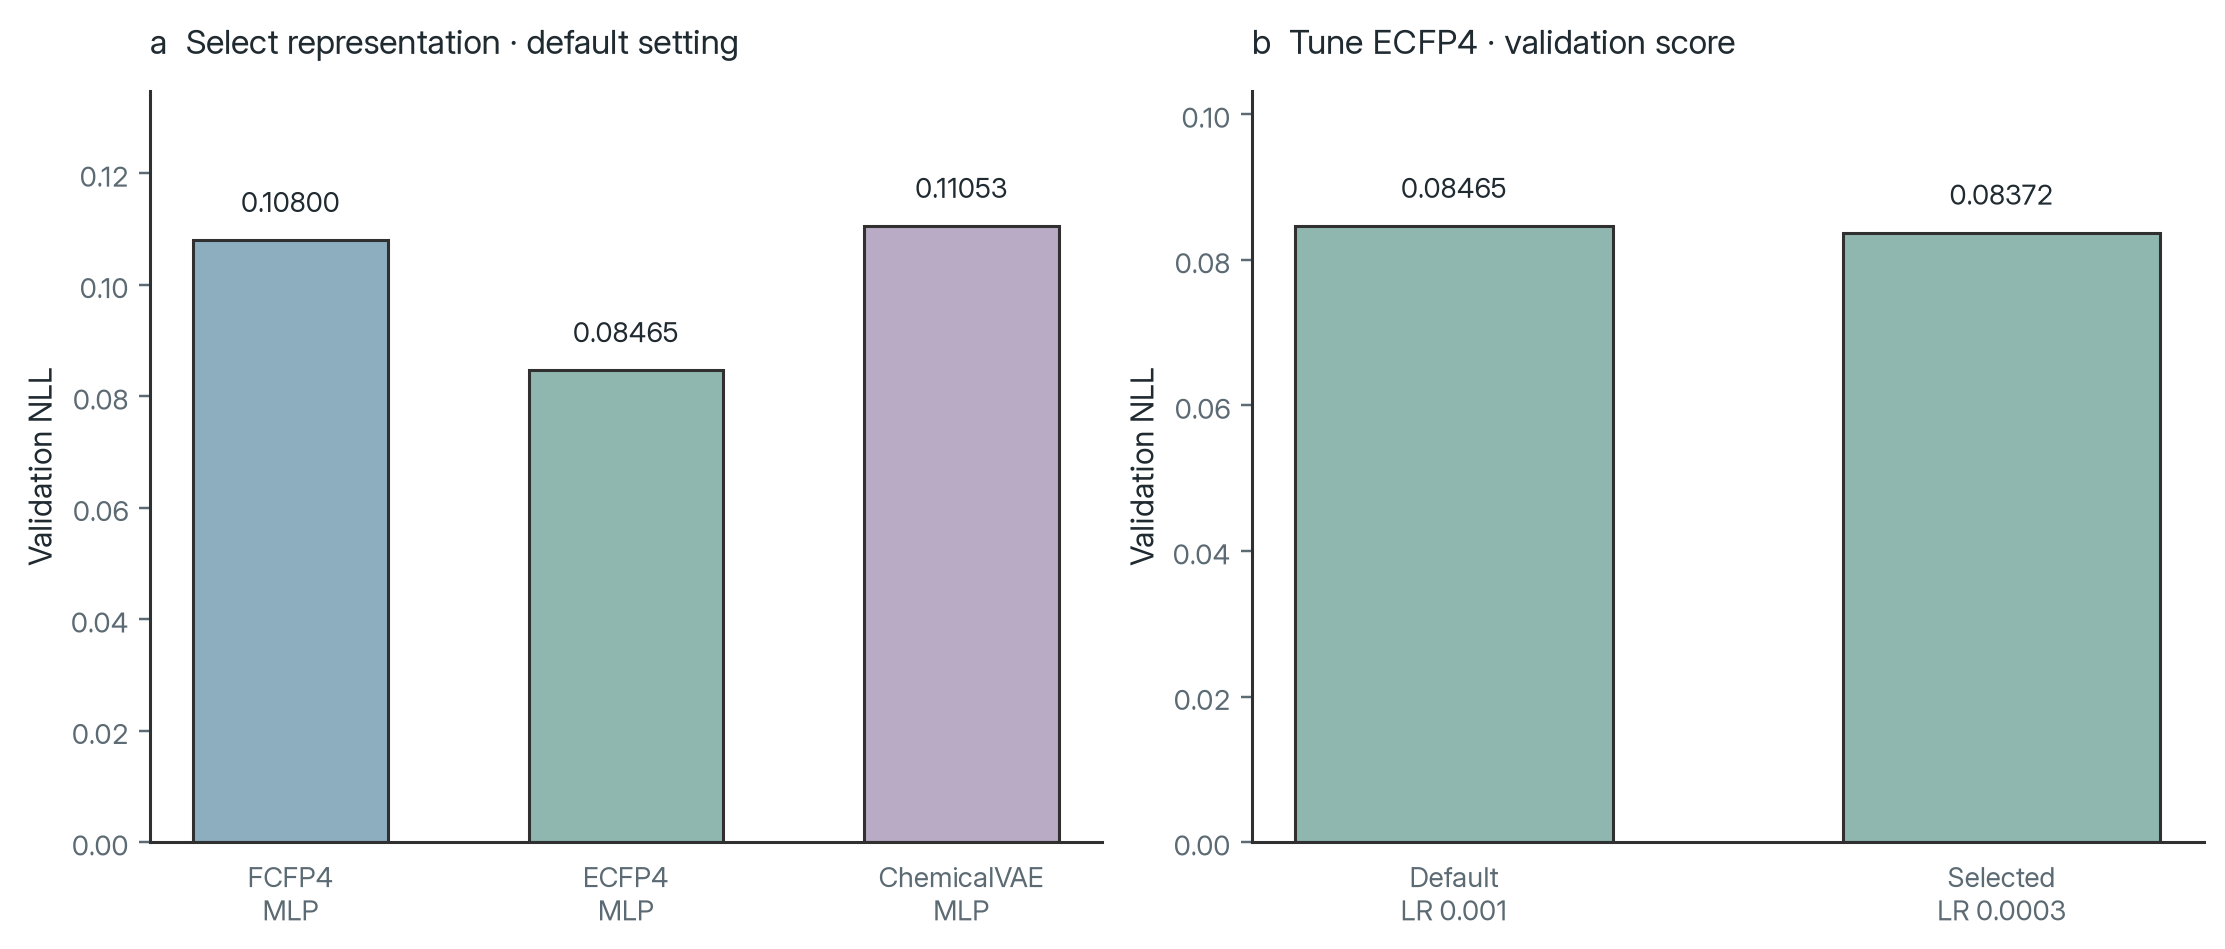 a Select representation · default setting
Validation NLL
0.12
0.10
0.08
0.06
0.04
0.02
0.00
0.10800
0.08465
0.11053
FCFP4
MLP
ECFP4
MLP
ChemicalVAE
MLP
b Tune ECFP4 · validation score
Validation NLL
0.10
0.08
0.06
0.04
0.02
0.00
0.08465
0.08372
Default
LR 0.001
Selected
LR 0.0003